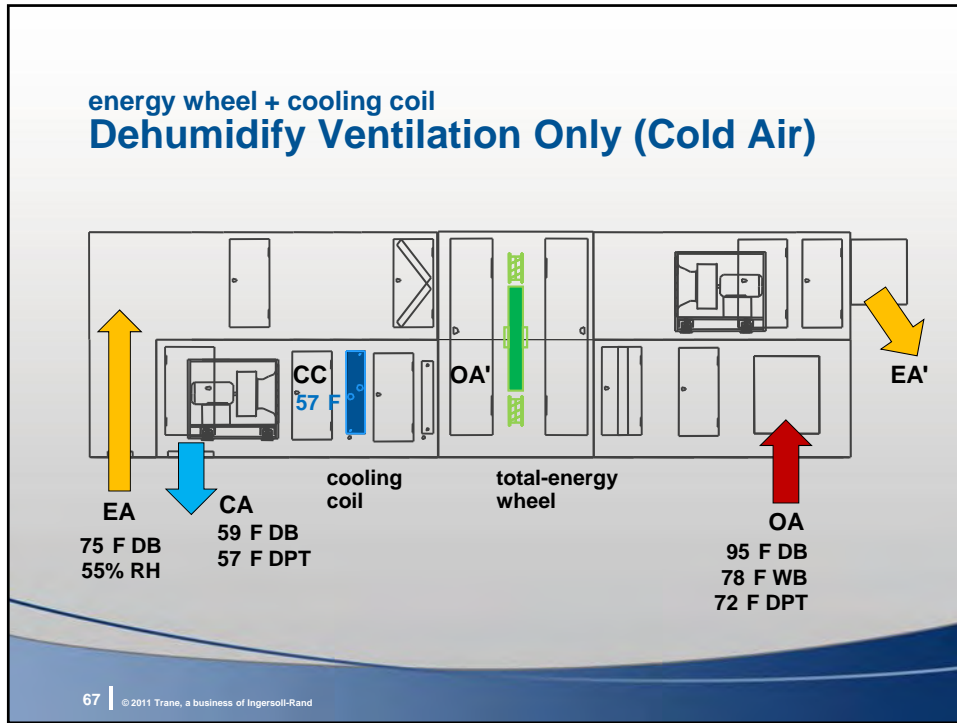 energy wheel + cooling coil
Dehumidify Ventilation Only (Cold Air)
CC
57 F
OA'
EA'
cooling
coil
total-energy
wheel
EA
75 F DB
55% RH
CA
59 F DB
57 F DPT
OA
95 F DB
78 F WB
72 F DPT
67 © 2011 Trane, a business of Ingersoll-Rand